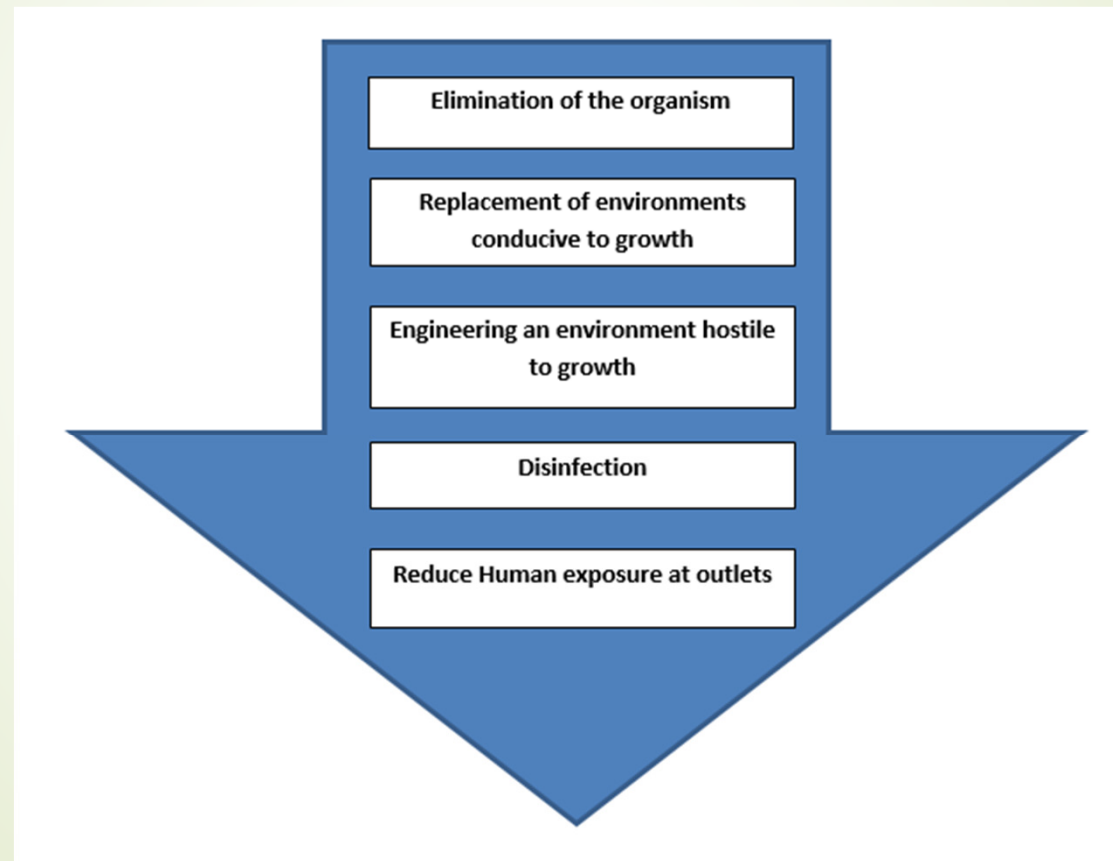 Elimination of the organism
Replacement of environments
conducive to growth
Engineering an environment hostile
to growth
Disinfection
Reduce Human exposure at outlets